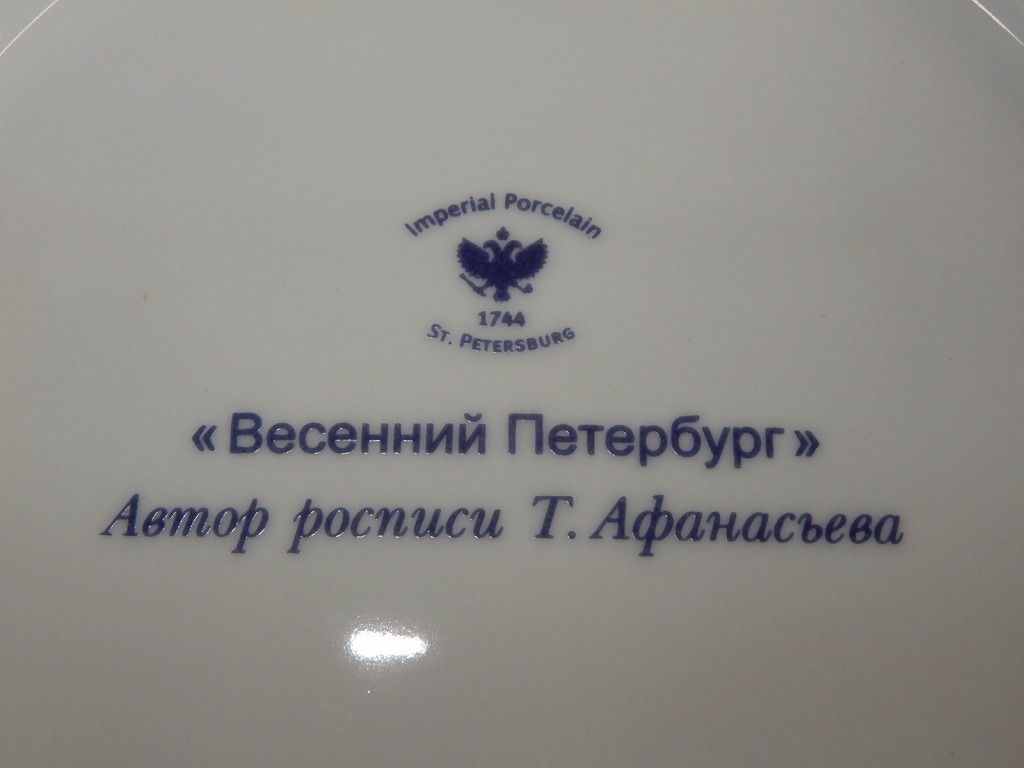 Imperial Porcelain
1744
St. Petersburg
«Весенний Петербург»
Автор росписи Т. Афанасьева